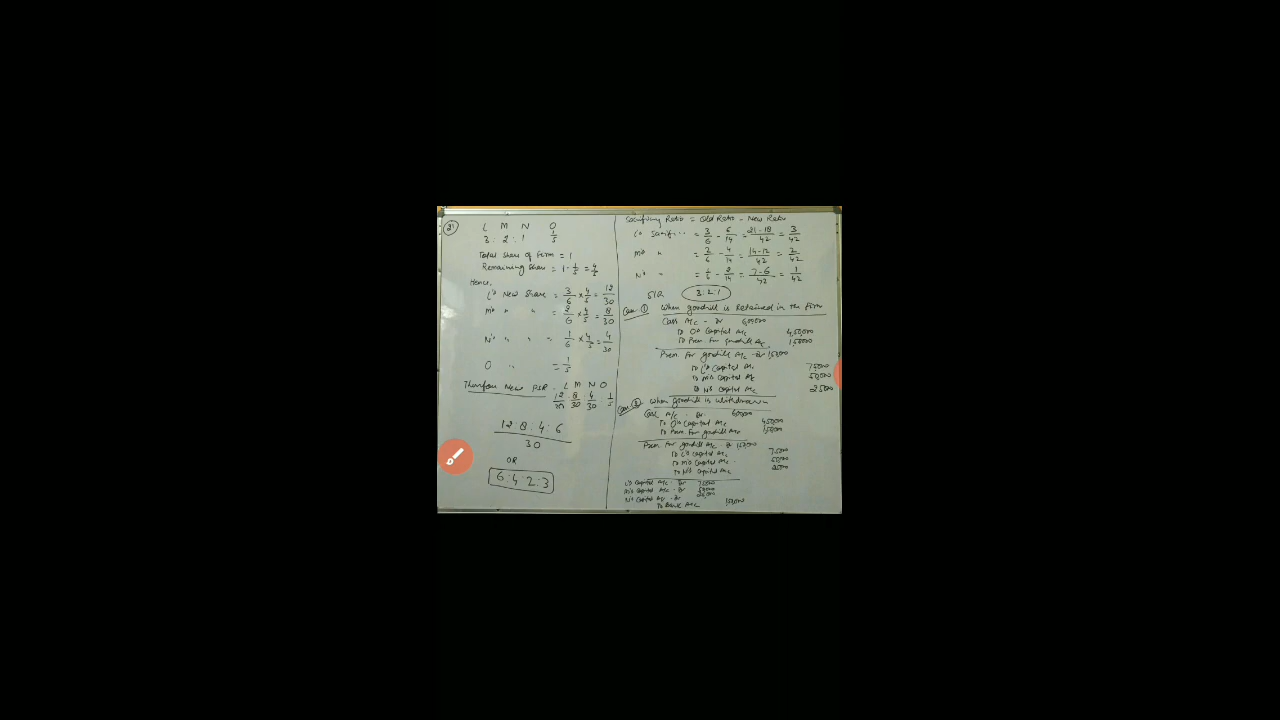 21
L M N O
3 : 2 : 1 1/5
Total share of firm = 1
Remaining share = 1 - 1/5 = 4/5
Hence,
L's New share = 3/6 × 4/5 = 12/30
M's " " = 2/6 × 4/5 = 8/30
N's " " = 1/6 × 4/5 = 4/30
O " = 1/5
Therefore New PSR = L M N O
12/30 8/30 4/30 1/5
12 : 8 : 4 : 6
30
OR
6 : 4 : 2 : 3
Sacrificing Ratio = Old Ratio - New Ratio
L's Sacrif... = 3/6 - 6/14 = 21-18/42 = 3/42
M's " = 2/6 - 4/14 = 14-12/42 = 2/42
N's " = 1/6 - 2/14 = 7-6/42 = 1/42
3 : 2 : 1
Case 1 When goodwill is Retained in the firm
Cash A/c - Dr 6,00,000
To O's Capital A/c 4,50,000
To Prem. For goodwill A/c 1,50,000
Prem. For goodwill A/c - Dr 1,50,000
To L's Capital A/c 75,000
To M's Capital A/c 50,000
To N's Capital A/c 25,000
Case 2 When goodwill is withdrawn
Cash A/c - Dr. 600,000
To O's Capital A/c 450,000
To Prem. For goodwill A/c 150,000
Prem. For goodwill A/c Dr 1,50,000
To L's Capital A/c 75,000
To M's Capital A/c 50,000
To N's Capital A/c 25,000
L's Capital A/c - Dr 75,000
M's Capital A/c - Dr 50,000
N's Capital A/c - Dr 25,000
To Bank A/c 150,000